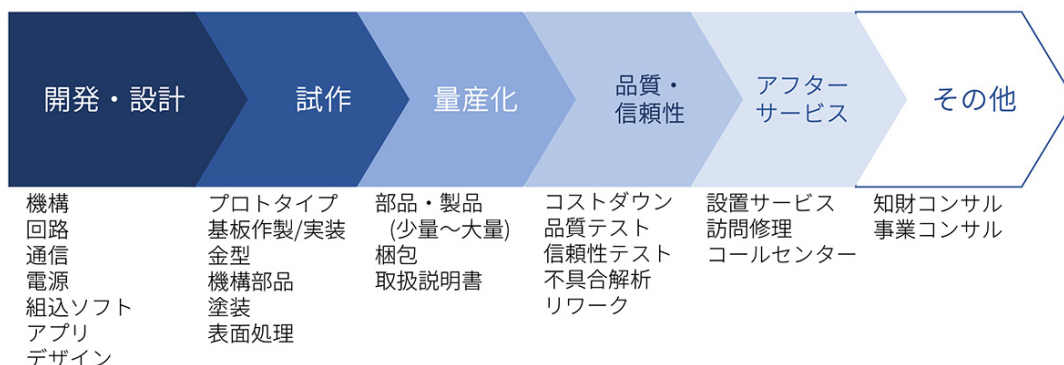 開発・設計
試作
量産化
品質・
信頼性
アフター
サービス
その他
機構
回路
通信
電源
組込ソフト
アプリ
デザイン
プロトタイプ
基板作製/実装
金型
機構部品
塗装
表面処理
部品・製品
(少量～大量)
梱包
取扱説明書
コストダウン
品質テスト
信頼性テスト
不具合解析
リワーク
設置サービス
訪問修理
コールセンター
知財コンサル
事業コンサル